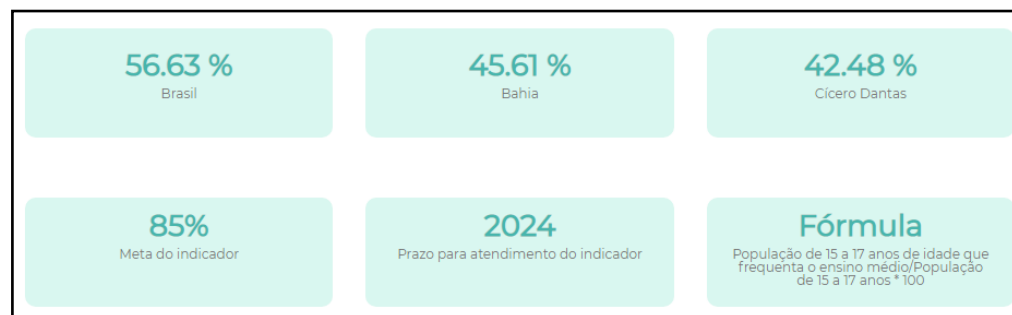 56.63 %
Brasil
45.61 %
Bahia
42.48 %
Cícero Dantas
85%
Meta do indicador
2024
Prazo para atendimento do indicador
Fórmula
População de 15 a 17 anos de idade que
frequenta o ensino médio/População
de 15 a 17 anos * 100